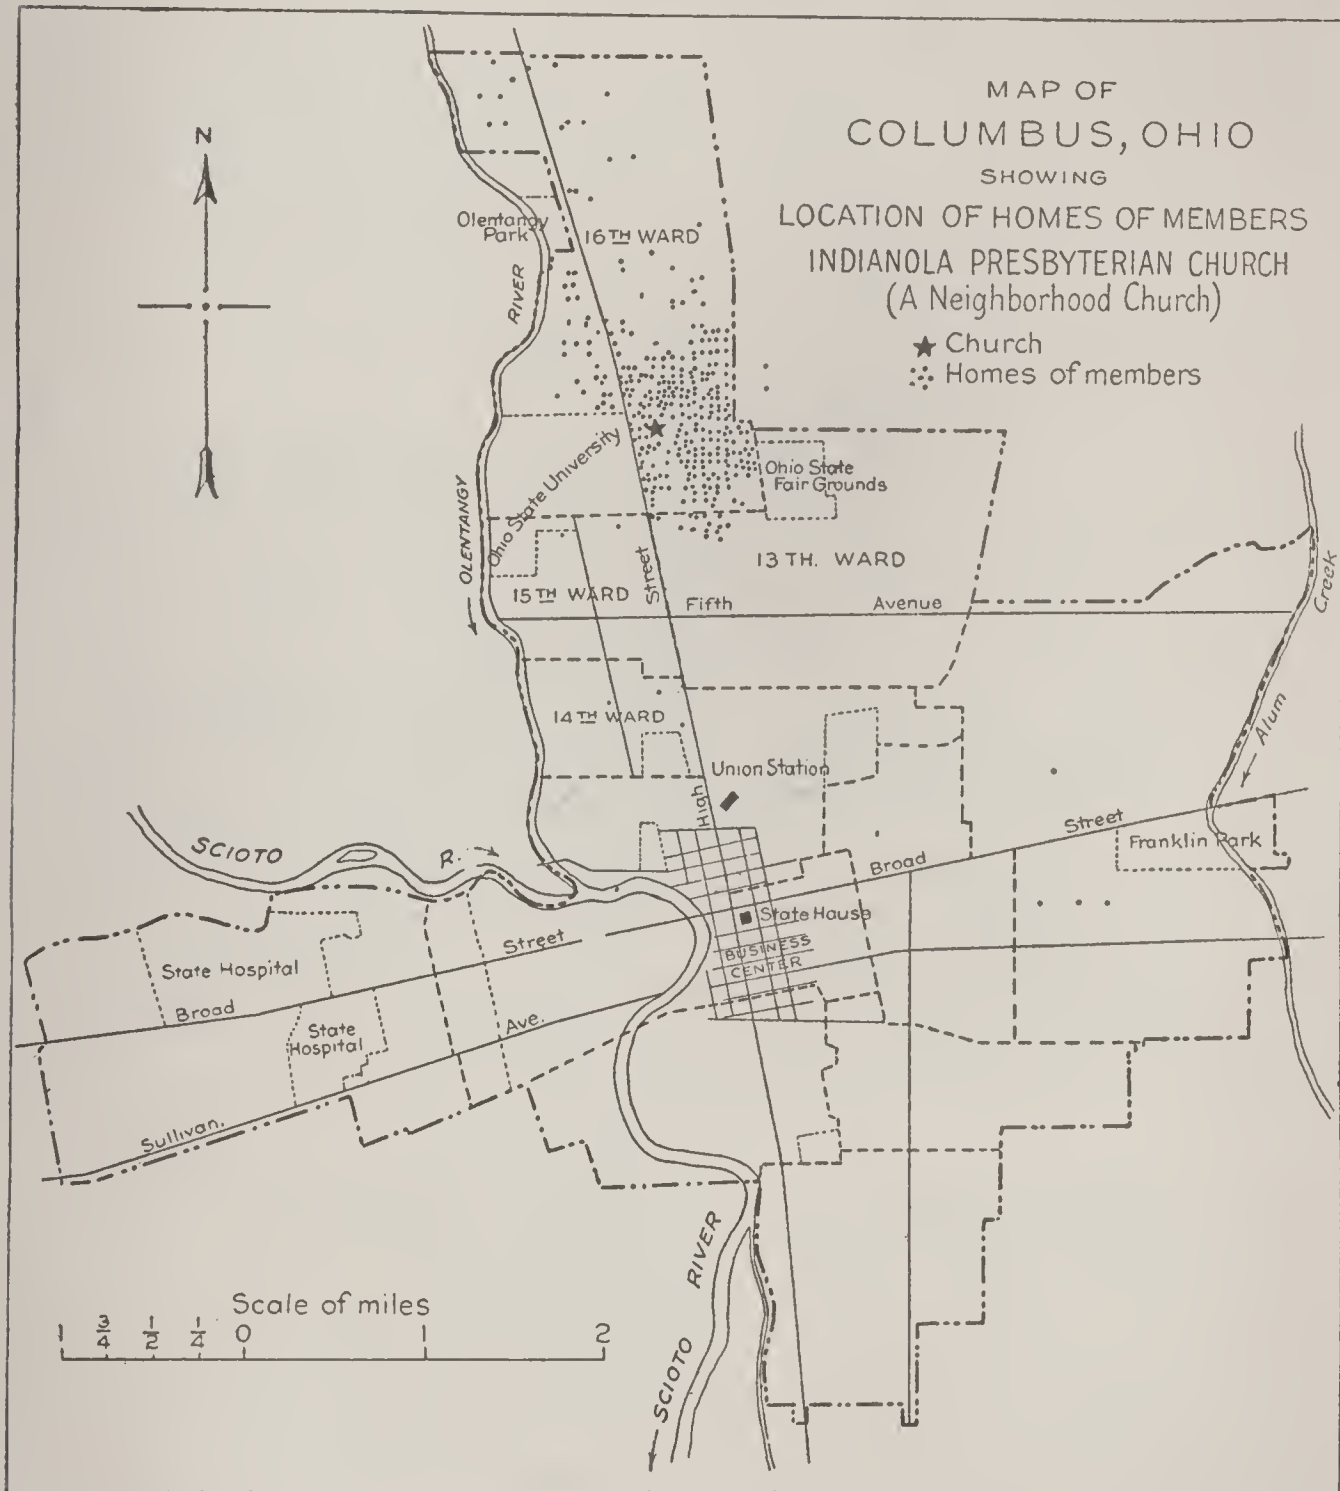 MAP OF
COLUMBUS, OHIO
SHOWING
LOCATION OF HOMES OF MEMBERS
INDIANOLA PRESBYTERIAN CHURCH
(A Neighborhood Church)
★ Church
Homes of members
N
Olentangy
Park
16TH WARD
RIVER
OLENTANGY
Ohio State University
Ohio State
Fair Grounds
13TH. WARD
15TH WARD
Street
Fifth Avenue
Creek
Alum
14TH WARD
Union Station
High
SCIOTO R.
Broad Street
Franklin Park
State House
BUSINESS
CENTER
State Hospital
Broad Street
State
Hospital
Sullivan. Ave.
SCIOTO RIVER
Scale of miles
1 3/4 1/2 1/4 0 1 2